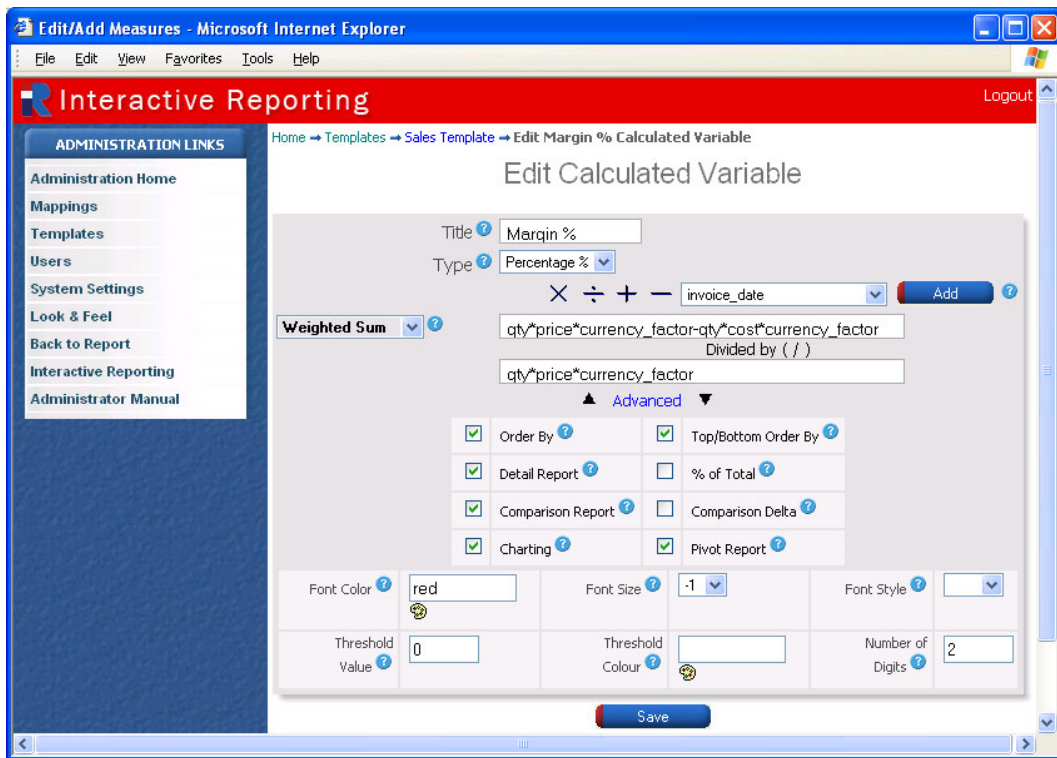 Edit/Add Measures - Microsoft Internet Explorer
File Edit View Favorites Tools Help
Interactive Reporting
Logout
ADMINISTRATION LINKS
Administration Home
Mappings
Templates
Users
System Settings
Look & Feel
Back to Report
Interactive Reporting
Administrator Manual
Home → Templates → Sales Template → Edit Margin % Calculated Variable
Edit Calculated Variable
Title ? Margin %
Type ? Percentage %
× ÷ + − invoice_date Add ?
Weighted Sum ? qty*price*currency_factor-qty*cost*currency_factor
Divided by ( / )
qty*price*currency_factor
▲ Advanced ▼
Order By ? Top/Bottom Order By ?
Detail Report ? % of Total ?
Comparison Report ? Comparison Delta ?
Charting ? Pivot Report ?
Font Color ? red Font Size ? -1 Font Style ?
Threshold Value ? 0 Threshold Colour ? Number of Digits ? 2
Save